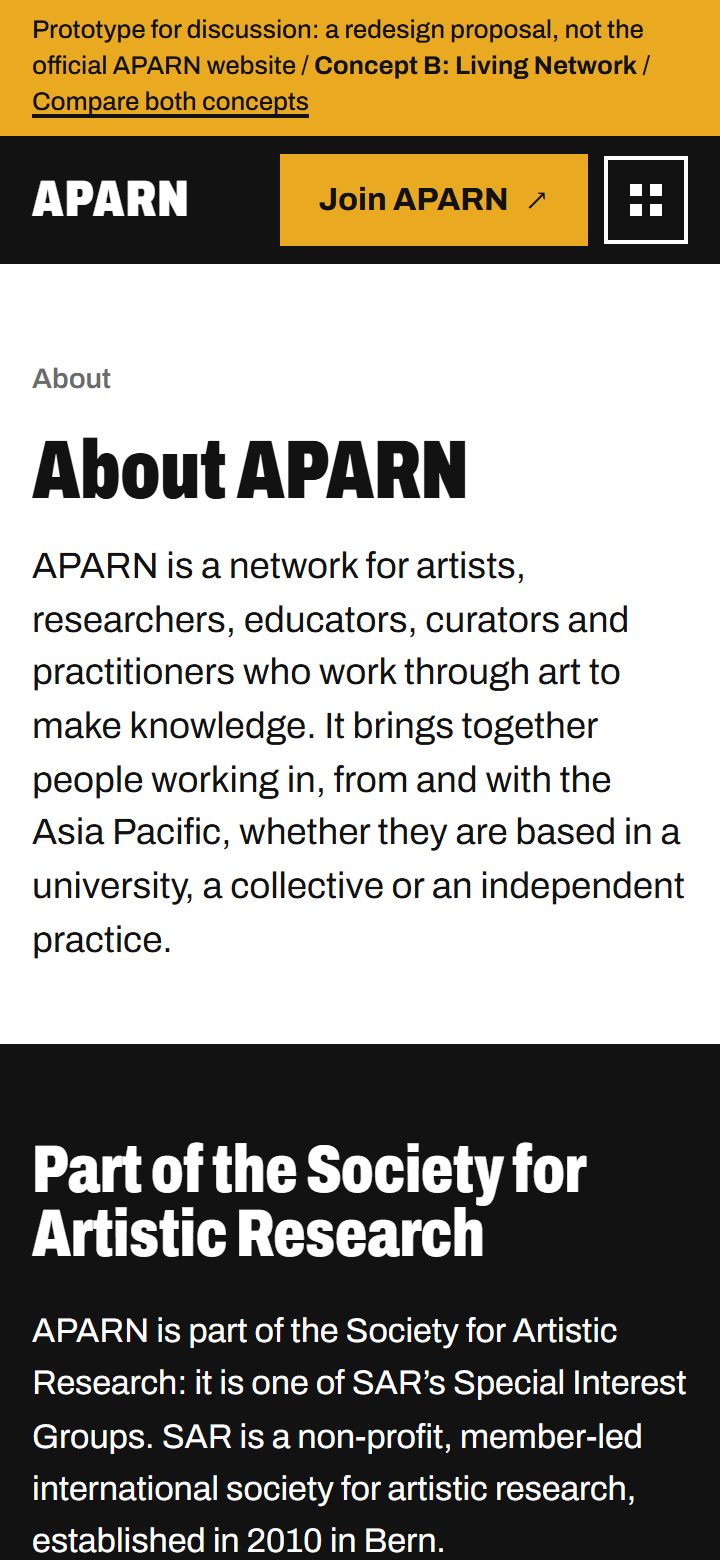 Prototype for discussion: a redesign proposal, not the
official APARN website / Concept B: Living Network /
Compare both concepts
APARN
Join APARN ↗
About
About APARN
APARN is a network for artists,
researchers, educators, curators and
practitioners who work through art to
make knowledge. It brings together
people working in, from and with the
Asia Pacific, whether they are based in a
university, a collective or an independent
practice.
Part of the Society for
Artistic Research
APARN is part of the Society for Artistic
Research: it is one of SAR’s Special Interest
Groups. SAR is a non-profit, member-led
international society for artistic research,
established in 2010 in Bern.